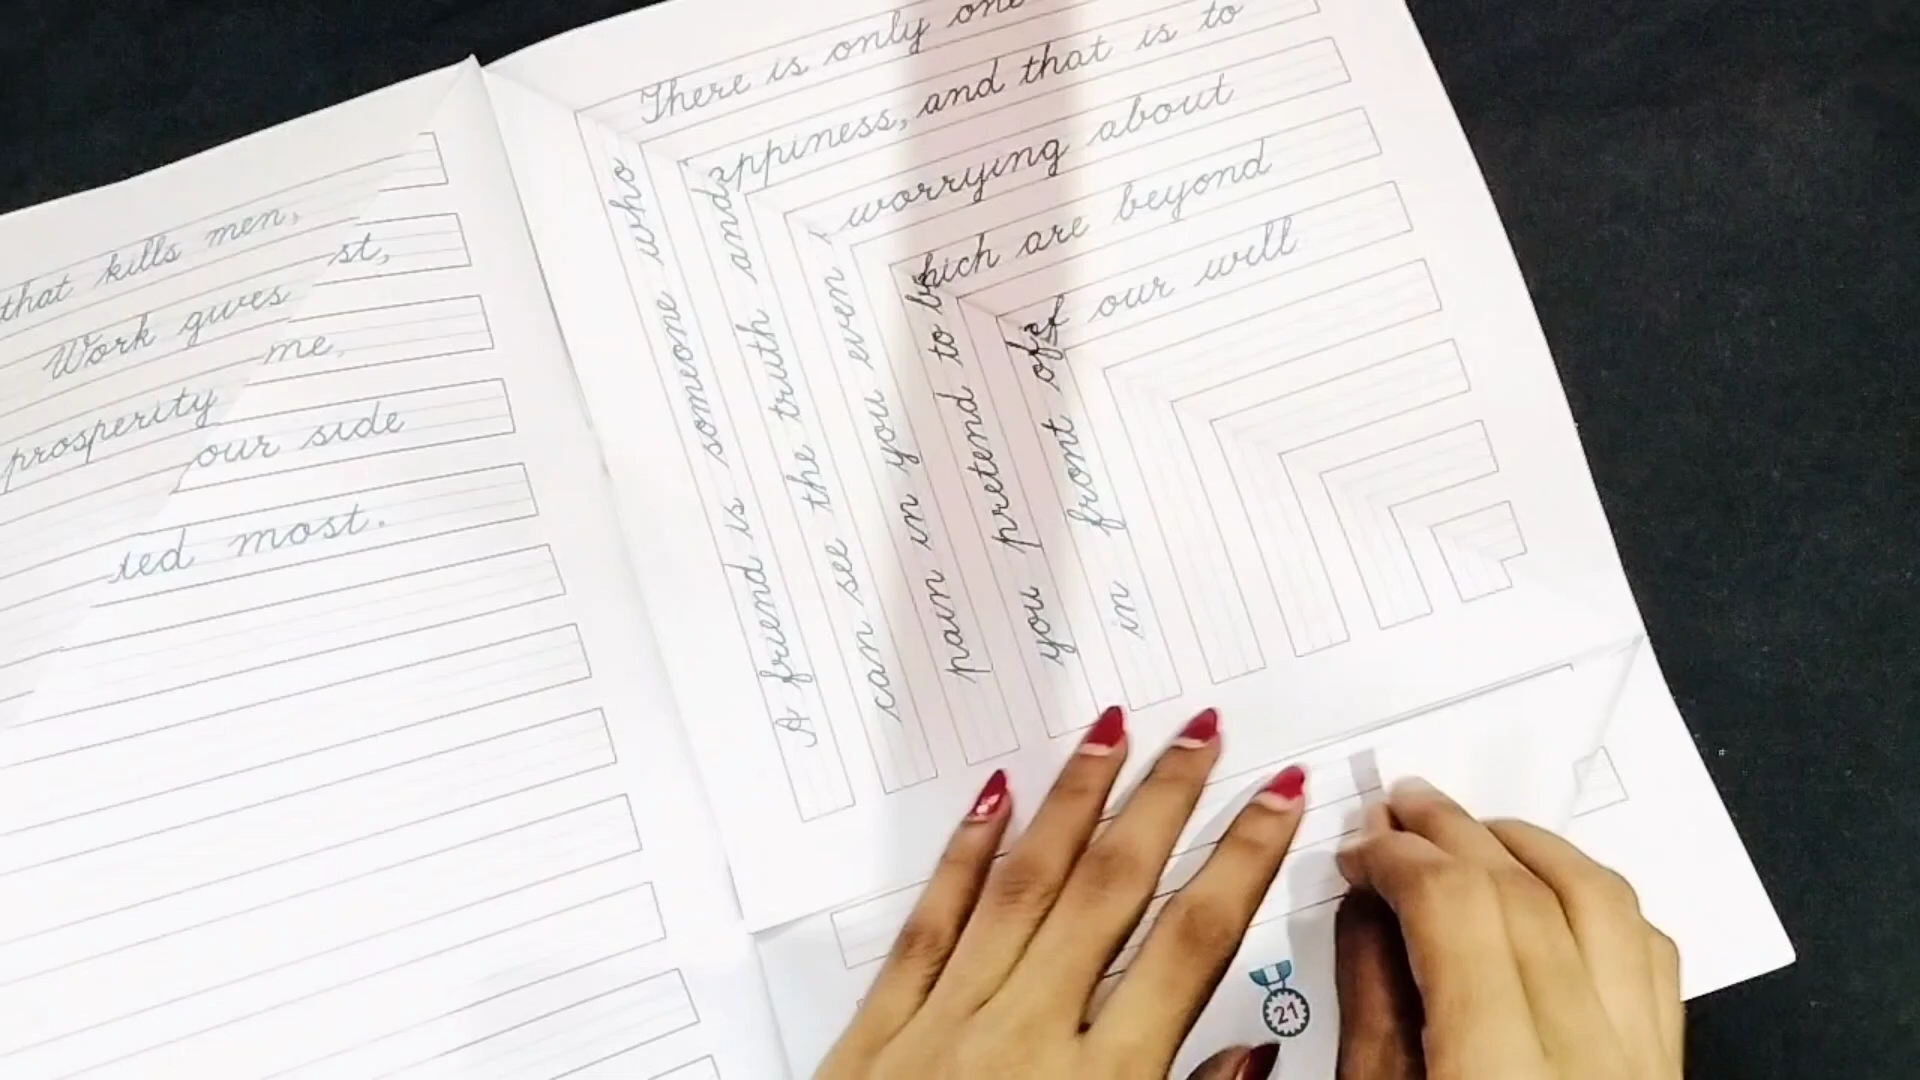 that kills men,
Work gives st,
prosperity me,
our side
ted most.
There is only one
appiness, and that is to
worrying about
hich are beyond
of our will
A friend is someone who
can see the truth and
pain in you even
you pretend to b
in front of
21